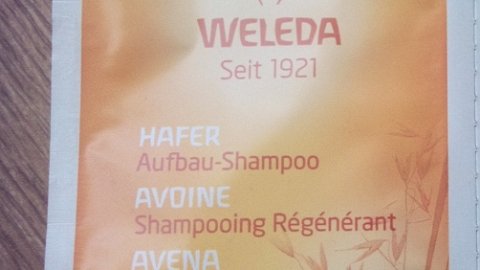 WELEDA
Seit 1921
HAFER
Aufbau-Shampoo
AVOINE
Shampooing Régénérant
AVENA